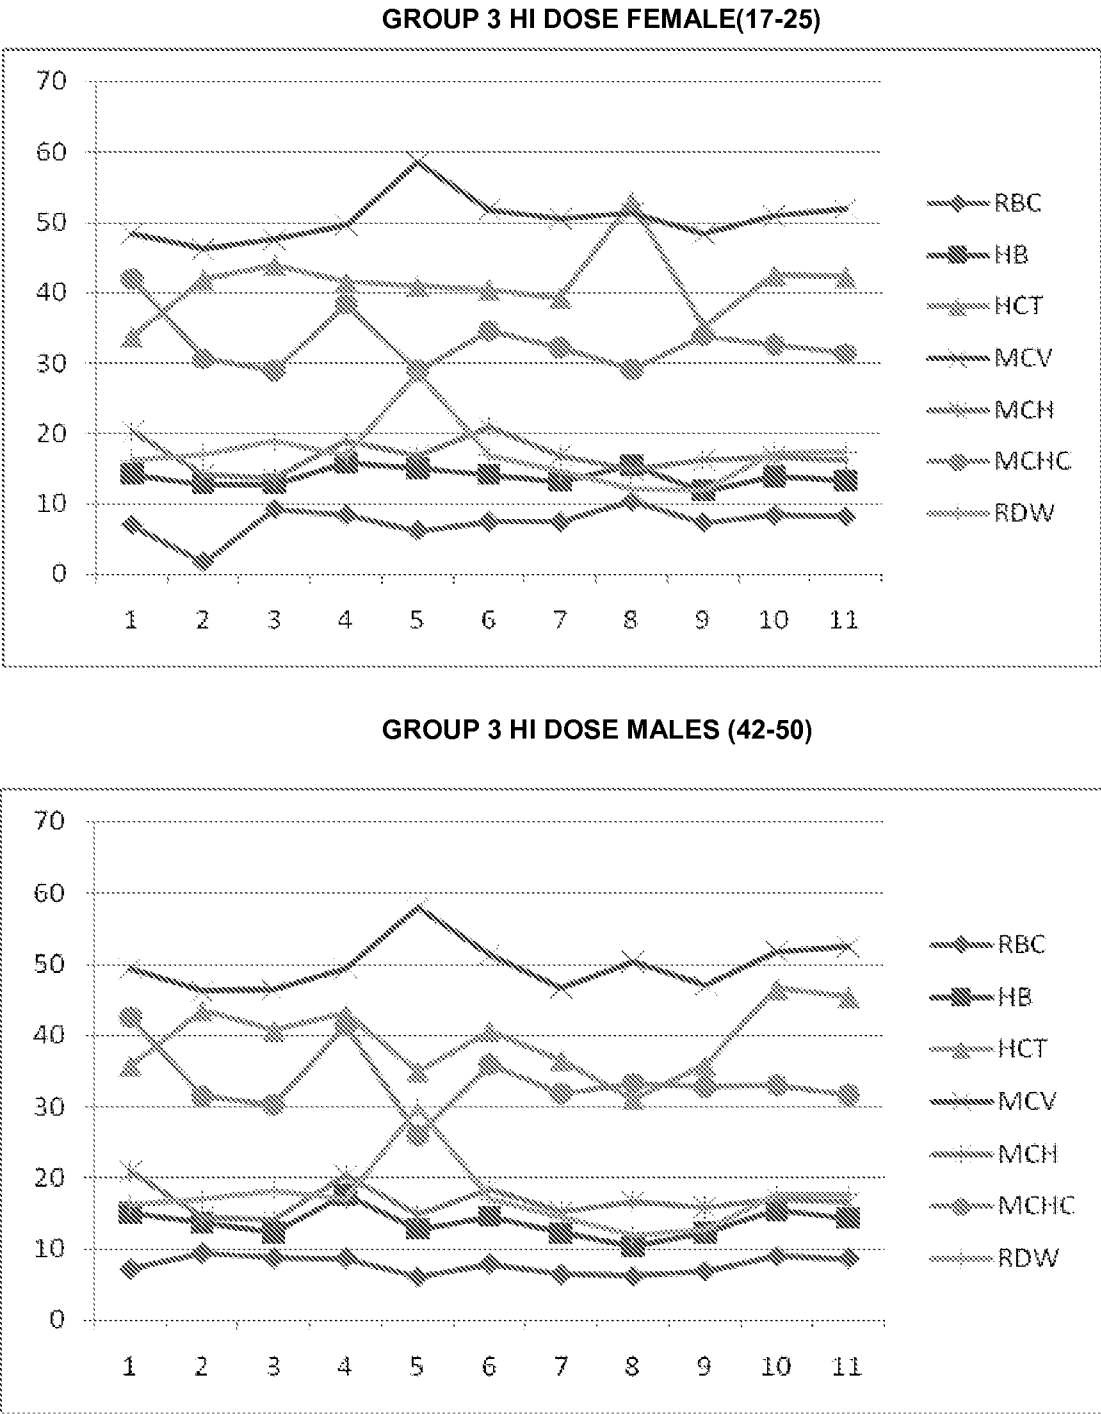 GROUP 3 HI DOSE FEMALE(17-25)
70
60
50
40
30
20
10
0
1 2 3 4 5 6 7 8 9 10 11
RBC
HB
HCT
MCV
MCH
MCHC
RDW
GROUP 3 HI DOSE MALES (42-50)
70
60
50
40
30
20
10
0
1 2 3 4 5 6 7 8 9 10 11
RBC
HB
HCT
MCV
MCH
MCHC
RDW